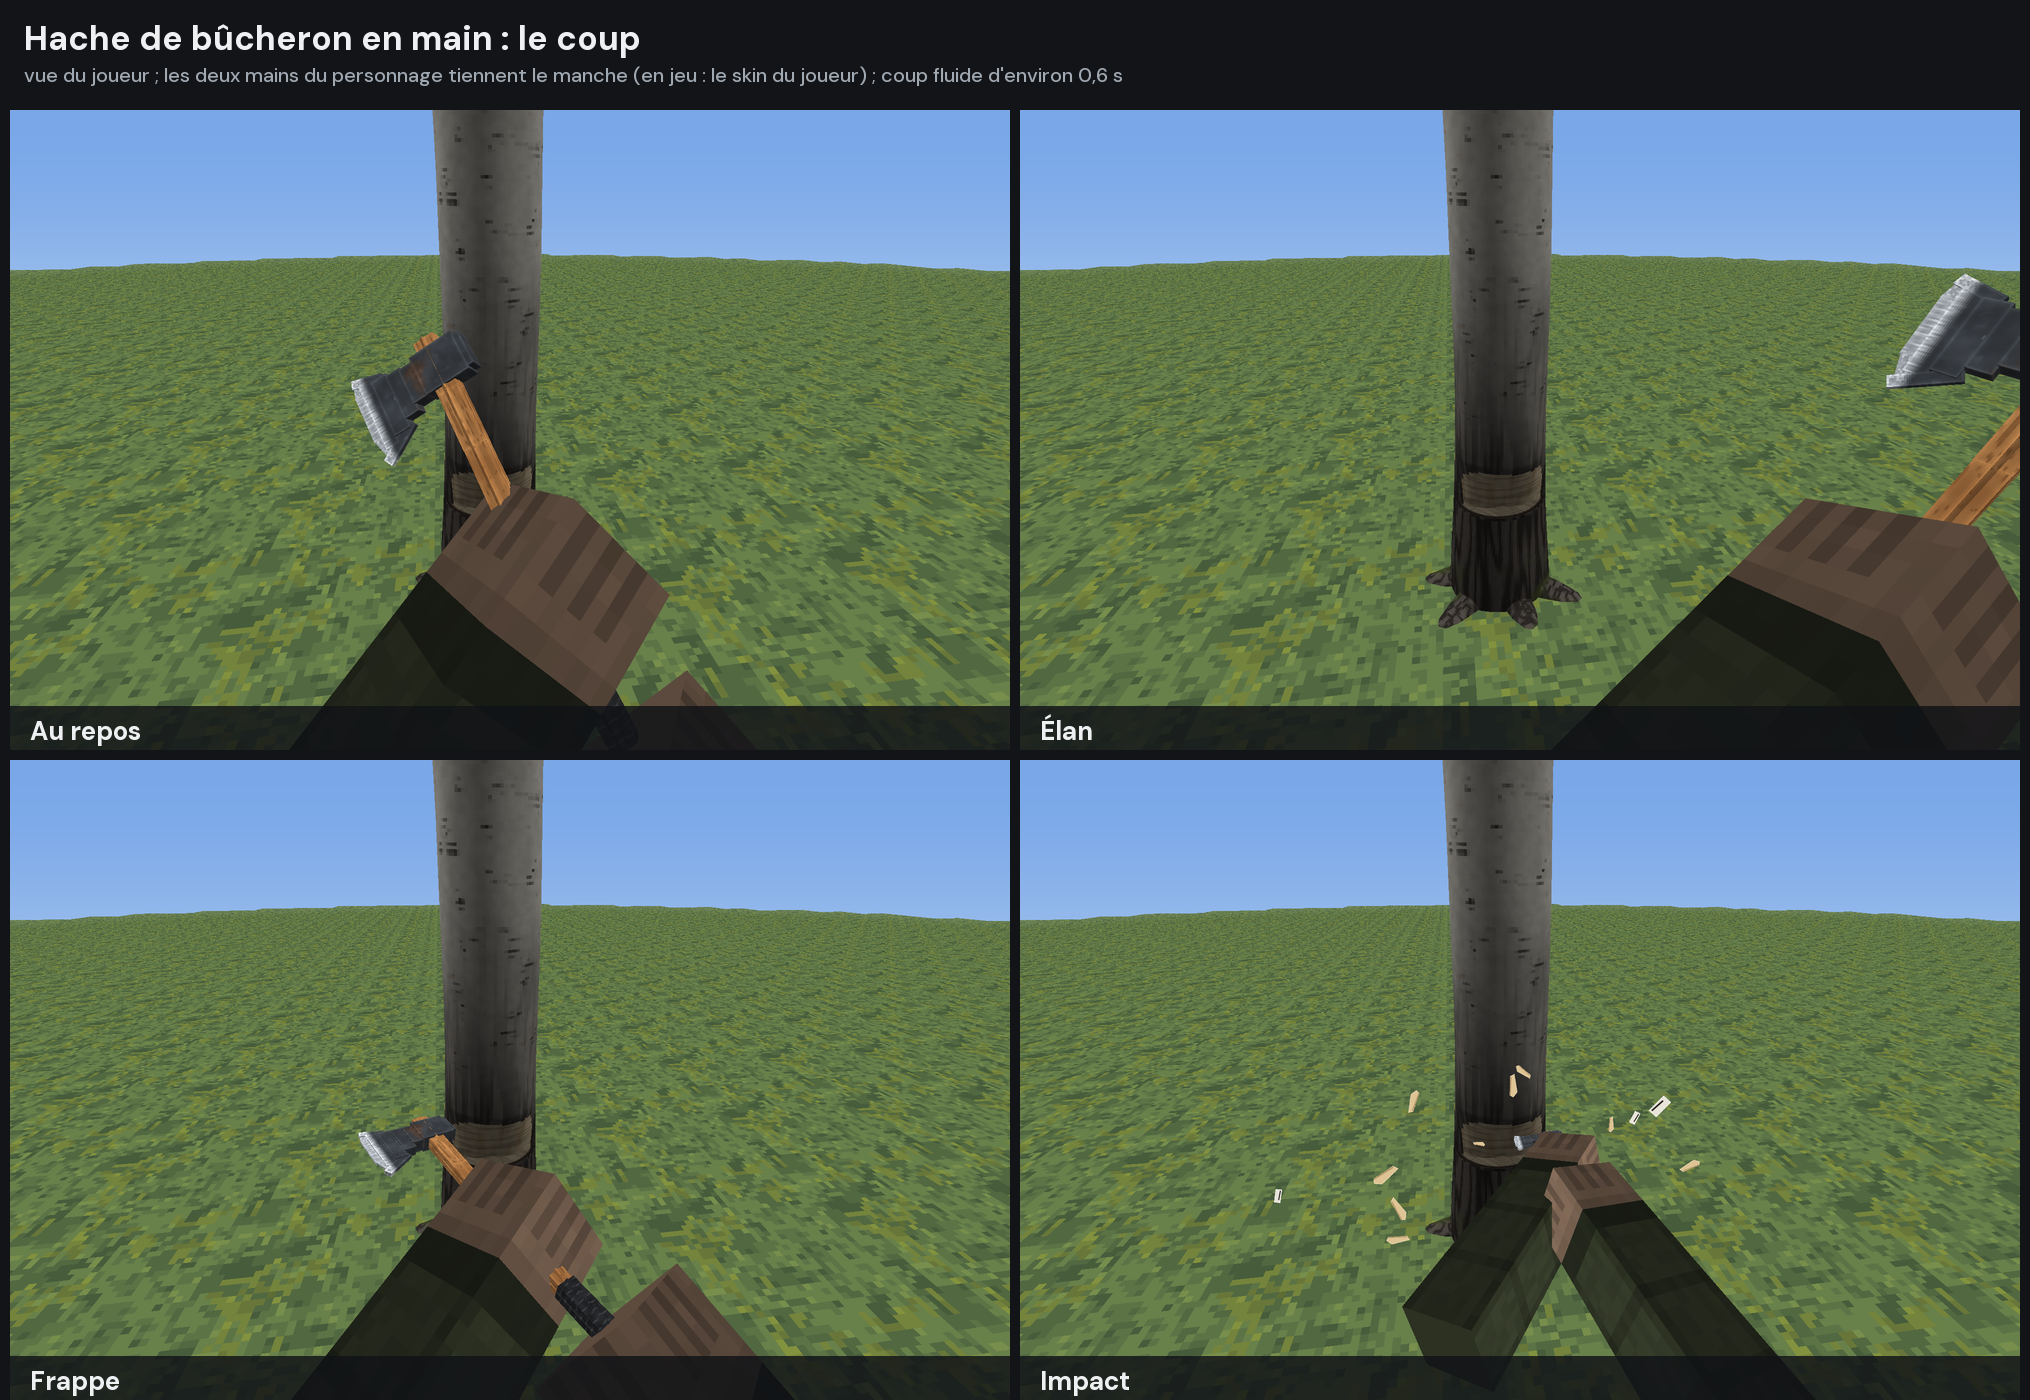 Hache de bûcheron en main : le coup
vue du joueur ; les deux mains du personnage tiennent le manche (en jeu : le skin du joueur) ; coup fluide d'environ 0,6 s
Au repos
Élan
Frappe
Impact